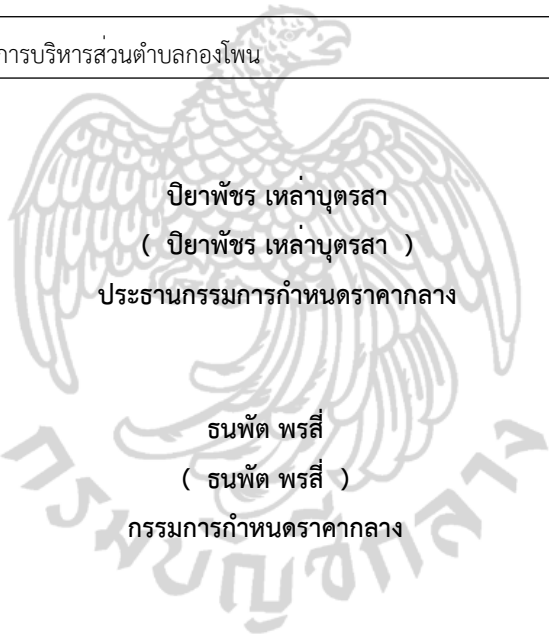 การบริหารส่วนตำบลกองโพน
ปิยาพัชร เหล่าบุตรสา
( ปิยาพัชร เหล่าบุตรสา )
ประธานกรรมการกำหนดราคากลาง
ธนพัต พรสี่
( ธนพัต พรสี่ )
กรรมการกำหนดราคากลาง
กรมบัญชีกลาง